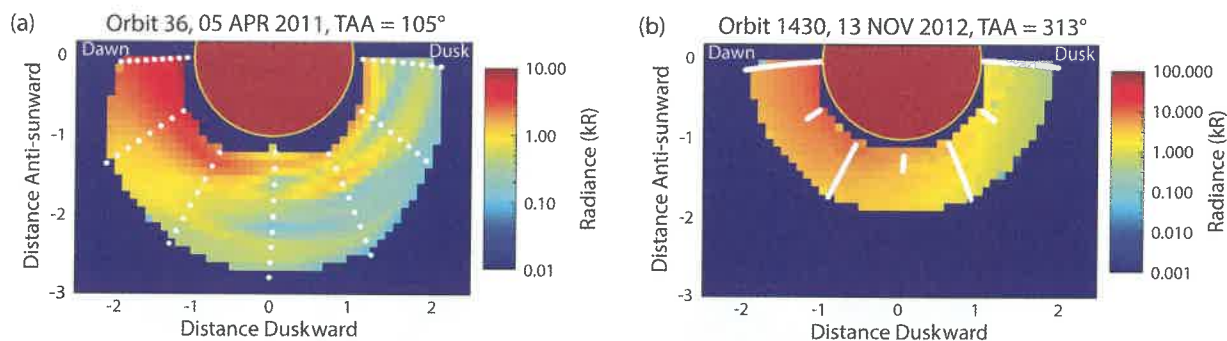 (a)
Orbit 36, 05 APR 2011, TAA = 105°
Dawn
Dusk
0
-1
-2
-3
Distance Anti-sunward
-2 -1 0 1 2
Distance Duskward
10.00
1.00
0.10
0.01
Radiance (kR)
(b)
Orbit 1430, 13 NOV 2012, TAA = 313°
Dawn
Dusk
0
-1
-2
-3
Distance Anti-sunward
-2 -1 0 1 2
Distance Duskward
100.000
10.000
1.000
0.100
0.010
0.001
Radiance (kR)